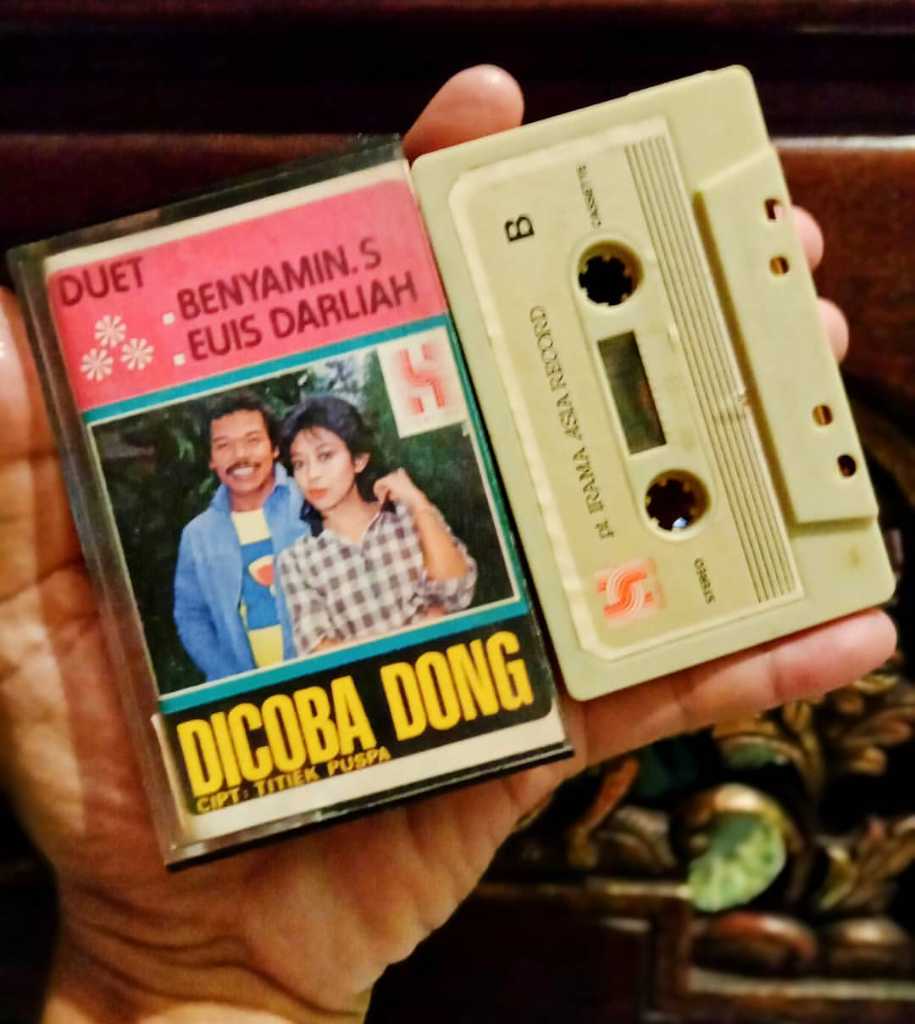 DUET
.BENYAMIN.S
.EUIS DARLIAH
DICOBA DONG
CIPT: TITIEK PUSPA
B
CASSETTE
Pt IRAMA ASIA RECORD
STEREO